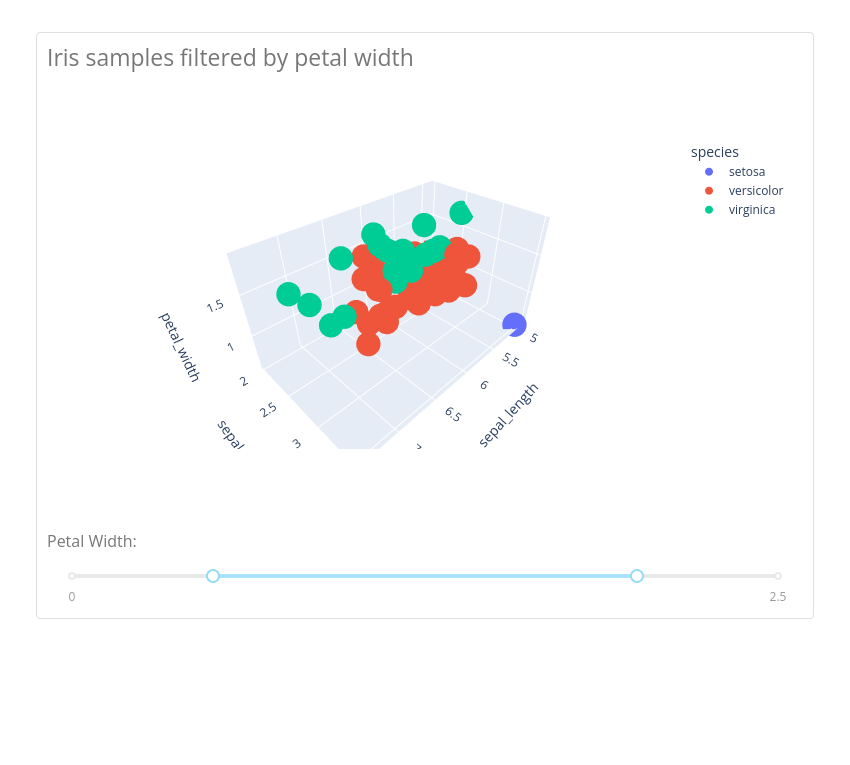 Iris samples filtered by petal width
species
setosa
versicolor
virginica
1.5
1
petal_width
2
2.5
3
sepal
5
5.5
6
6.5
sepal_length
Petal Width:
0
2.5